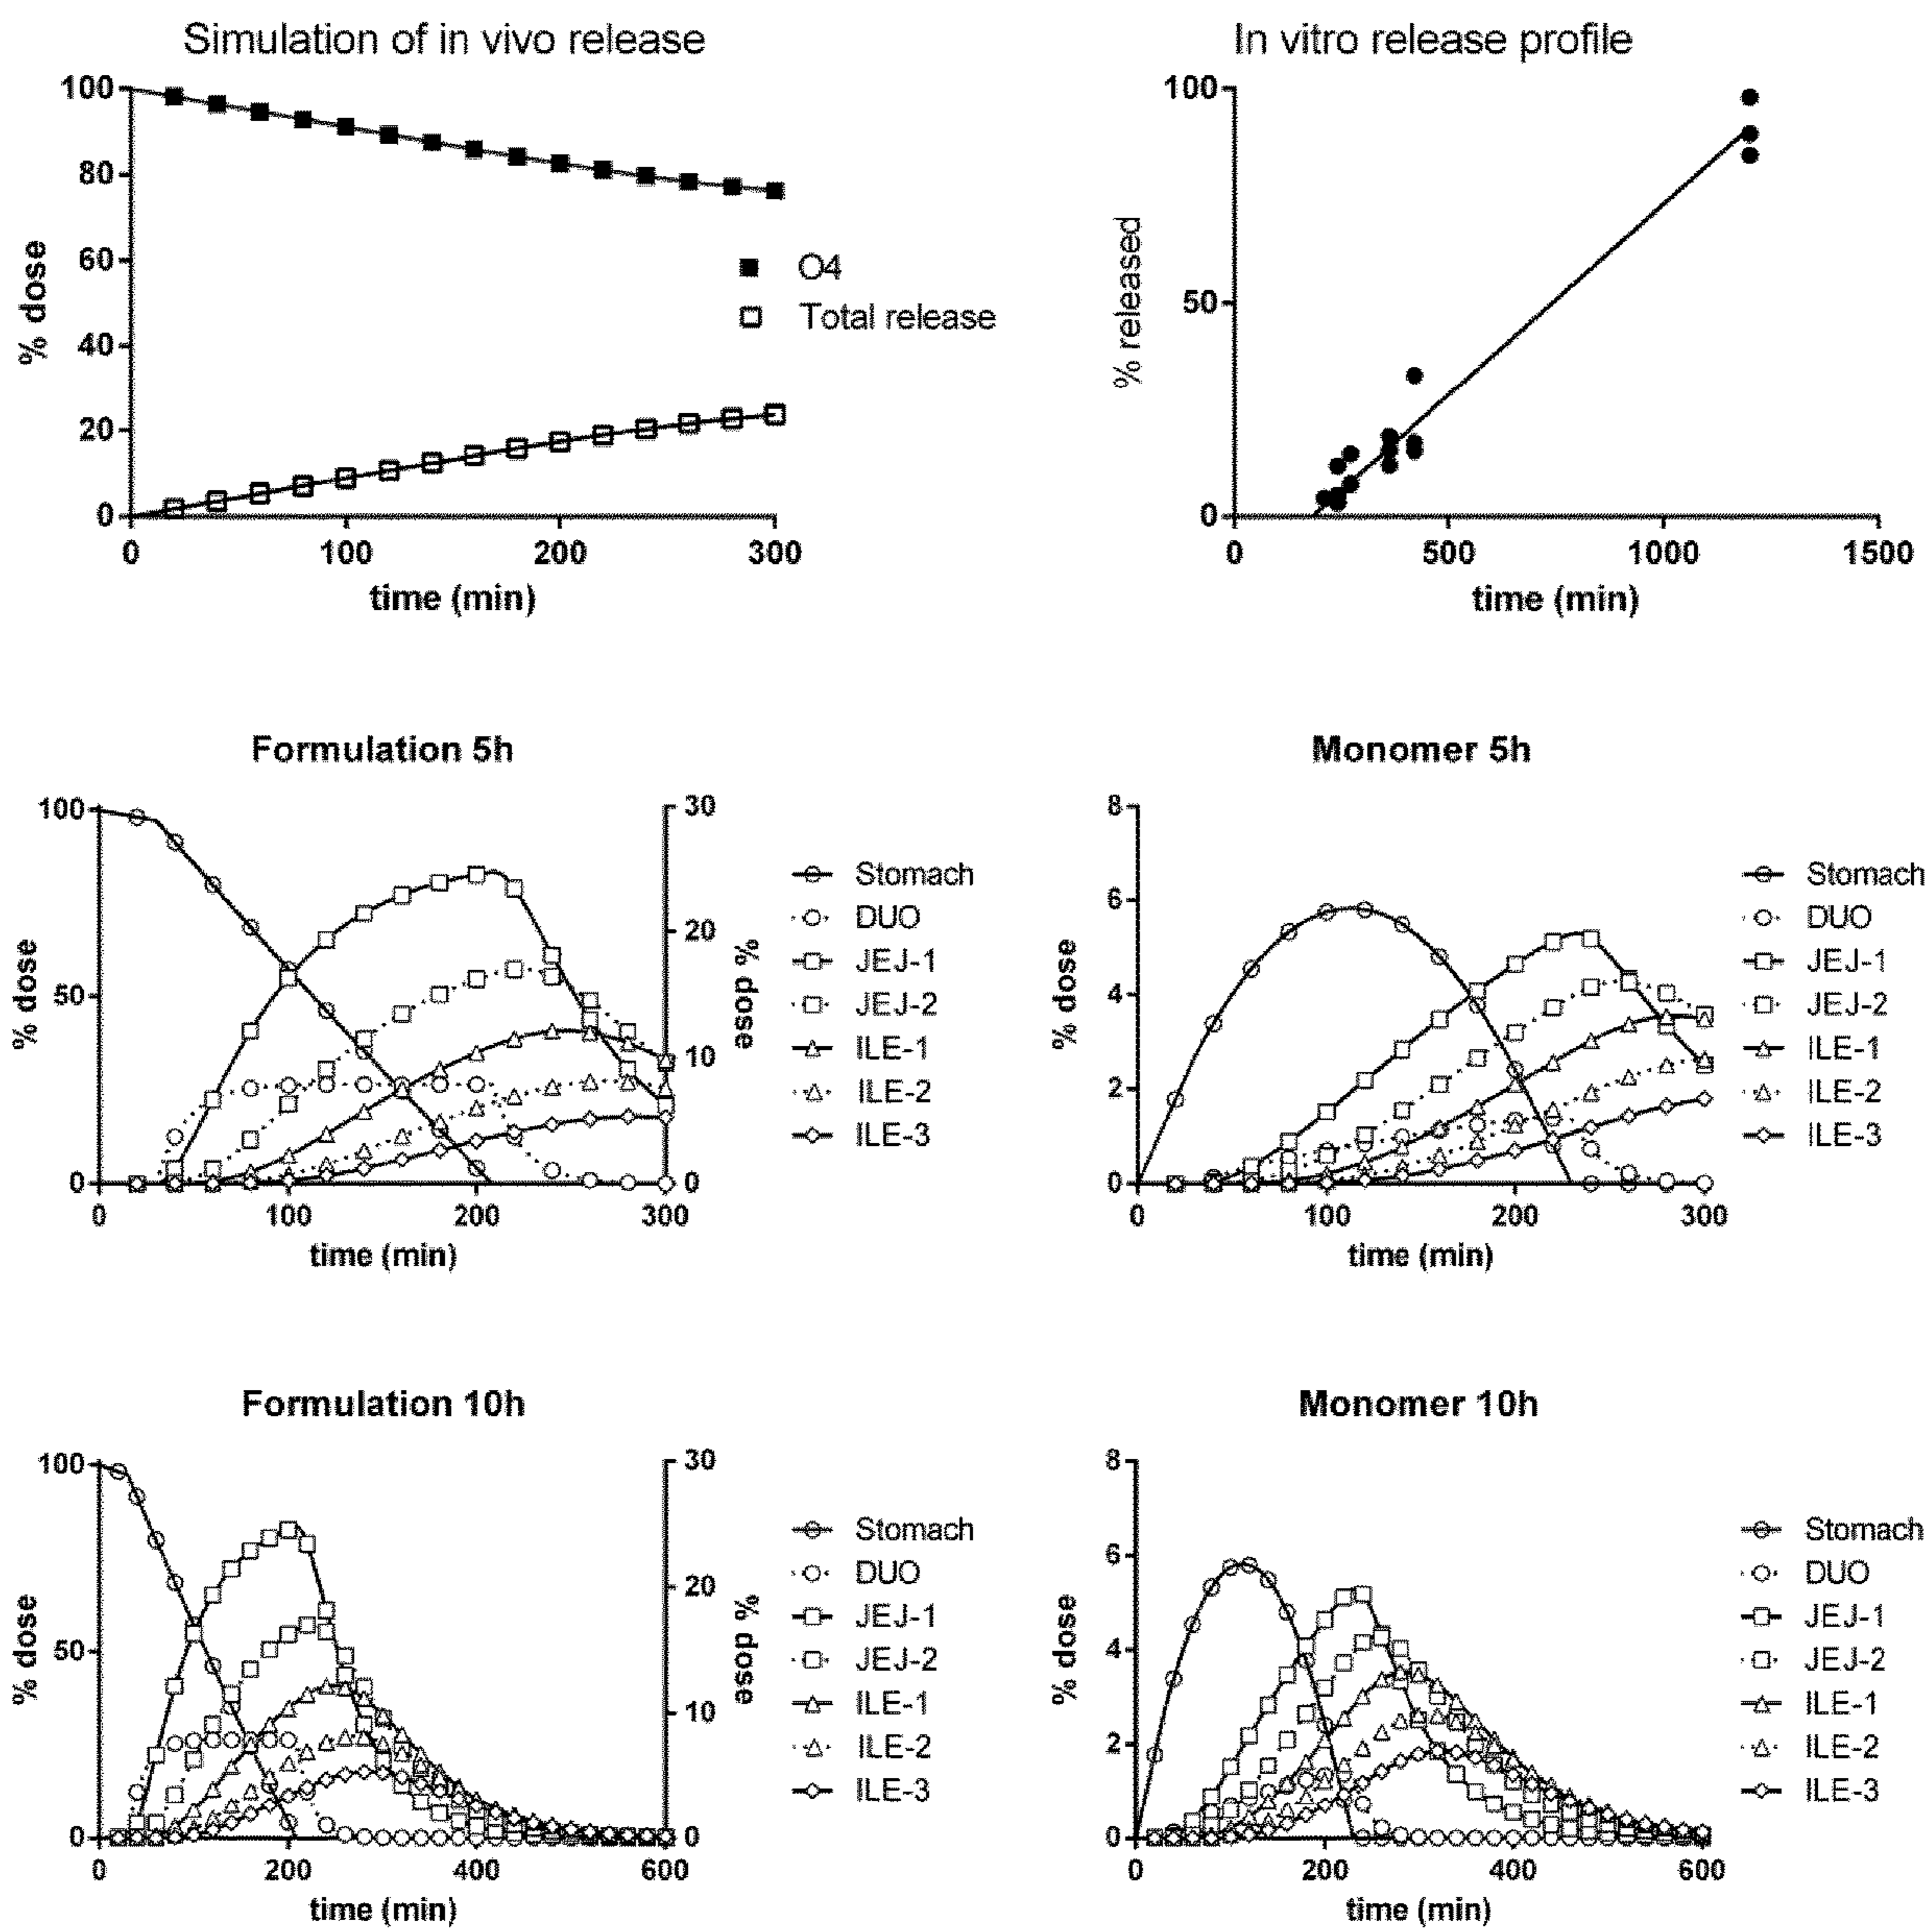 Simulation of in vivo release
100
80
60
40
20
0
% dose
0 100 200 300
time (min)
O4
Total release
In vitro release profile
100
50
0
% released
0 500 1000 1500
time (min)
Formulation 5h
100
50
0
% dose
30
20
10
0
% dose
0 100 200 300
time (min)
Stomach
DUO
JEJ-1
JEJ-2
ILE-1
ILE-2
ILE-3
Monomer 5h
8
6
4
2
0
% dose
0 100 200 300
time (min)
Stomach
DUO
JEJ-1
JEJ-2
ILE-1
ILE-2
ILE-3
Formulation 10h
100
50
0
% dose
30
20
10
0
% dose
0 200 400 600
time (min)
Stomach
DUO
JEJ-1
JEJ-2
ILE-1
ILE-2
ILE-3
Monomer 10h
8
6
4
2
0
% dose
0 200 400 600
time (min)
Stomach
DUO
JEJ-1
JEJ-2
ILE-1
ILE-2
ILE-3